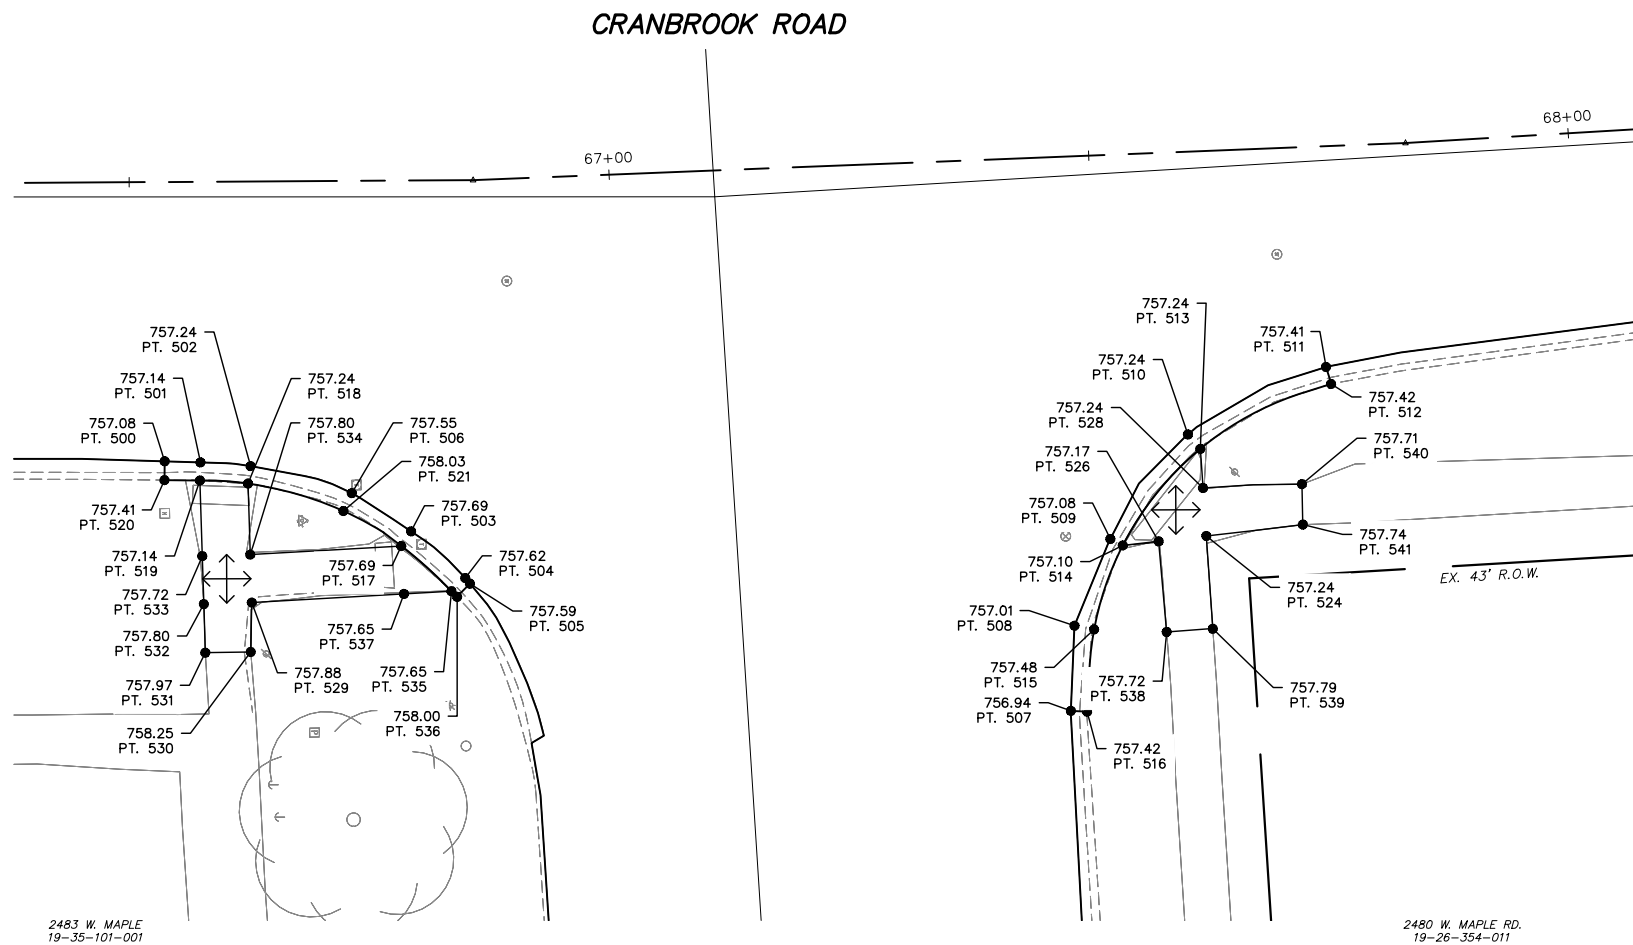 CRANBROOK ROAD
68+00
67+00
757.24
PT. 502
757.14
PT. 501
757.24
PT. 518
757.08
PT. 500
757.80
PT. 534
757.55
PT. 506
758.03
PT. 521
757.69
PT. 503
757.41
PT. 520
757.14
PT. 519
757.69
PT. 517
757.62
PT. 504
757.72
PT. 533
757.59
PT. 505
757.80
PT. 532
757.65
PT. 537
757.97
PT. 531
757.88
PT. 529
757.65
PT. 535
758.25
PT. 530
758.00
PT. 536
757.24
PT. 513
757.41
PT. 511
757.24
PT. 510
757.42
PT. 512
757.24
PT. 528
757.71
PT. 540
757.17
PT. 526
757.08
PT. 509
757.74
PT. 541
757.10
PT. 514
EX. 43' R.O.W.
757.24
PT. 524
757.01
PT. 508
757.48
PT. 515
757.72
PT. 538
757.79
PT. 539
756.94
PT. 507
757.42
PT. 516
2483 W. MAPLE
19-35-101-001
2480 W. MAPLE RD.
19-26-354-011